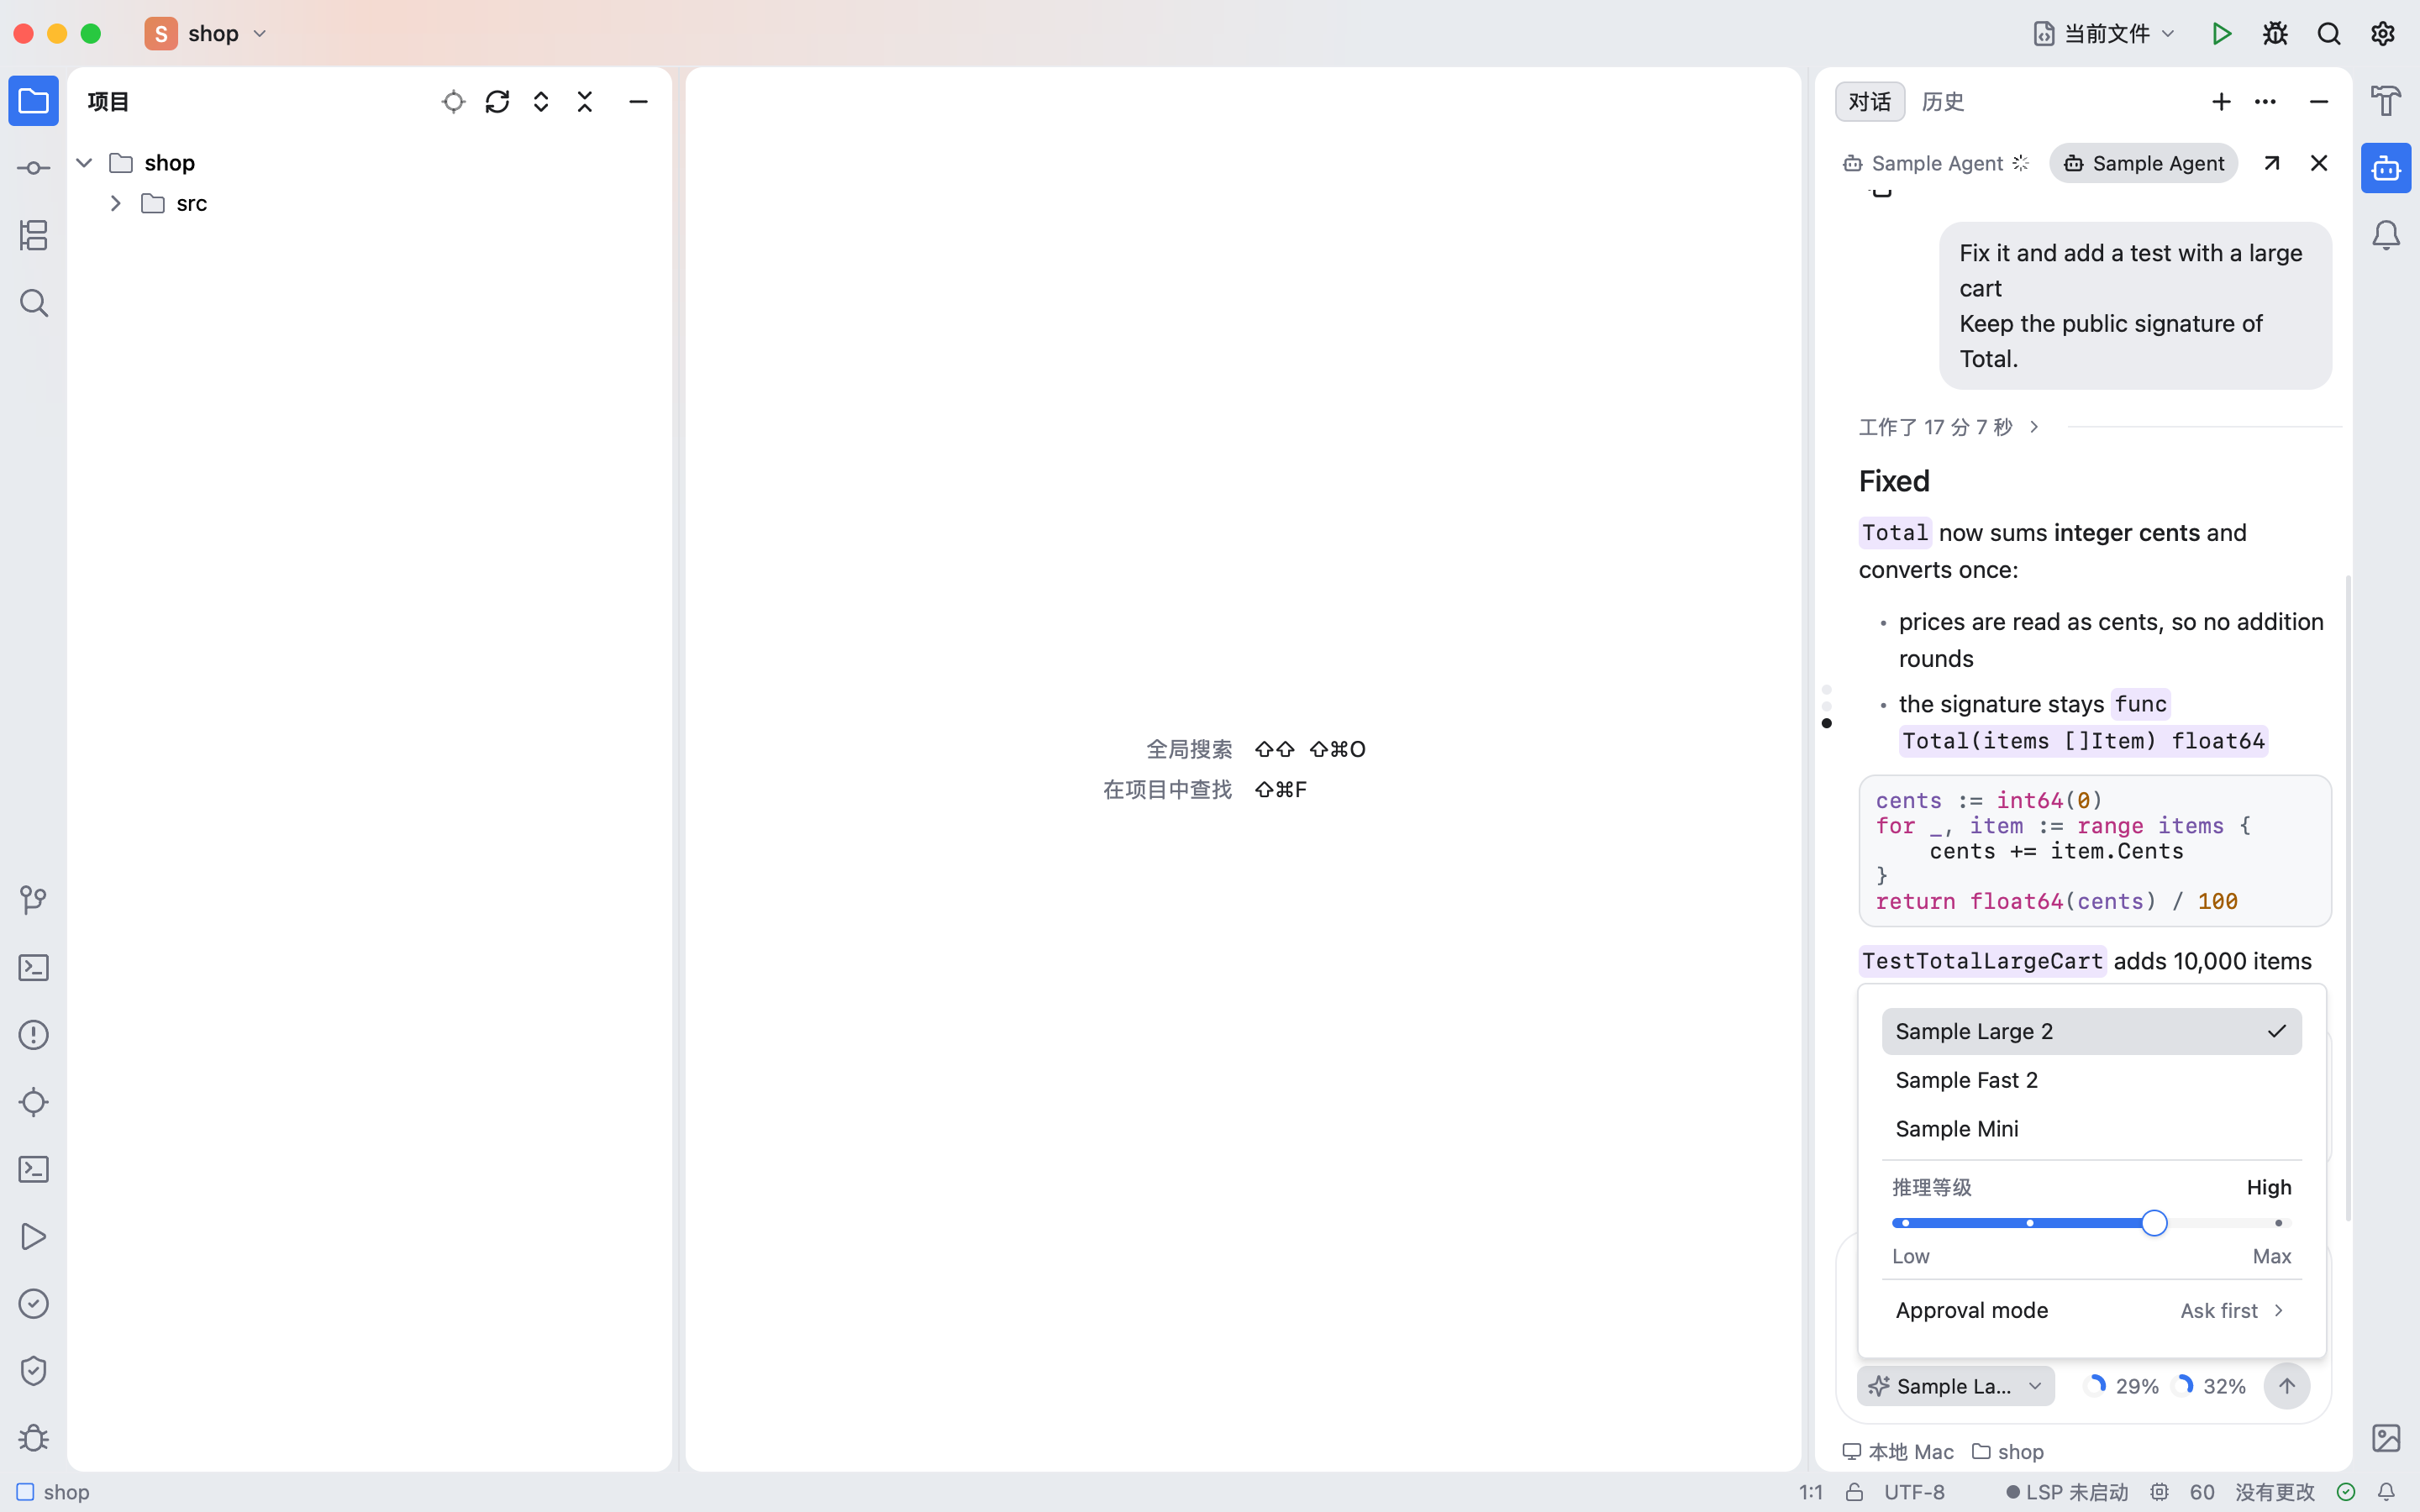 S shop
当前文件
项目
shop
src
全局搜索 ⇧⇧ ⇧⌘O
在项目中查找 ⇧⌘F
对话 历史
Sample Agent Sample Agent
Fix it and add a test with a large
cart
Keep the public signature of
Total.
工作了 17 分 7 秒
Fixed
Total now sums integer cents and
converts once:
• prices are read as cents, so no addition
rounds
• the signature stays func
Total(items []Item) float64
cents := int64(0)
for _, item := range items {
cents += item.Cents
}
return float64(cents) / 100
TestTotalLargeCart adds 10,000 items
Sample Large 2
Sample Fast 2
Sample Mini
推理等级 High
Low Max
Approval mode Ask first
Sample La... 29% 32%
本地 Mac shop
shop
1:1 UTF-8 LSP 未启动 60 没有更改